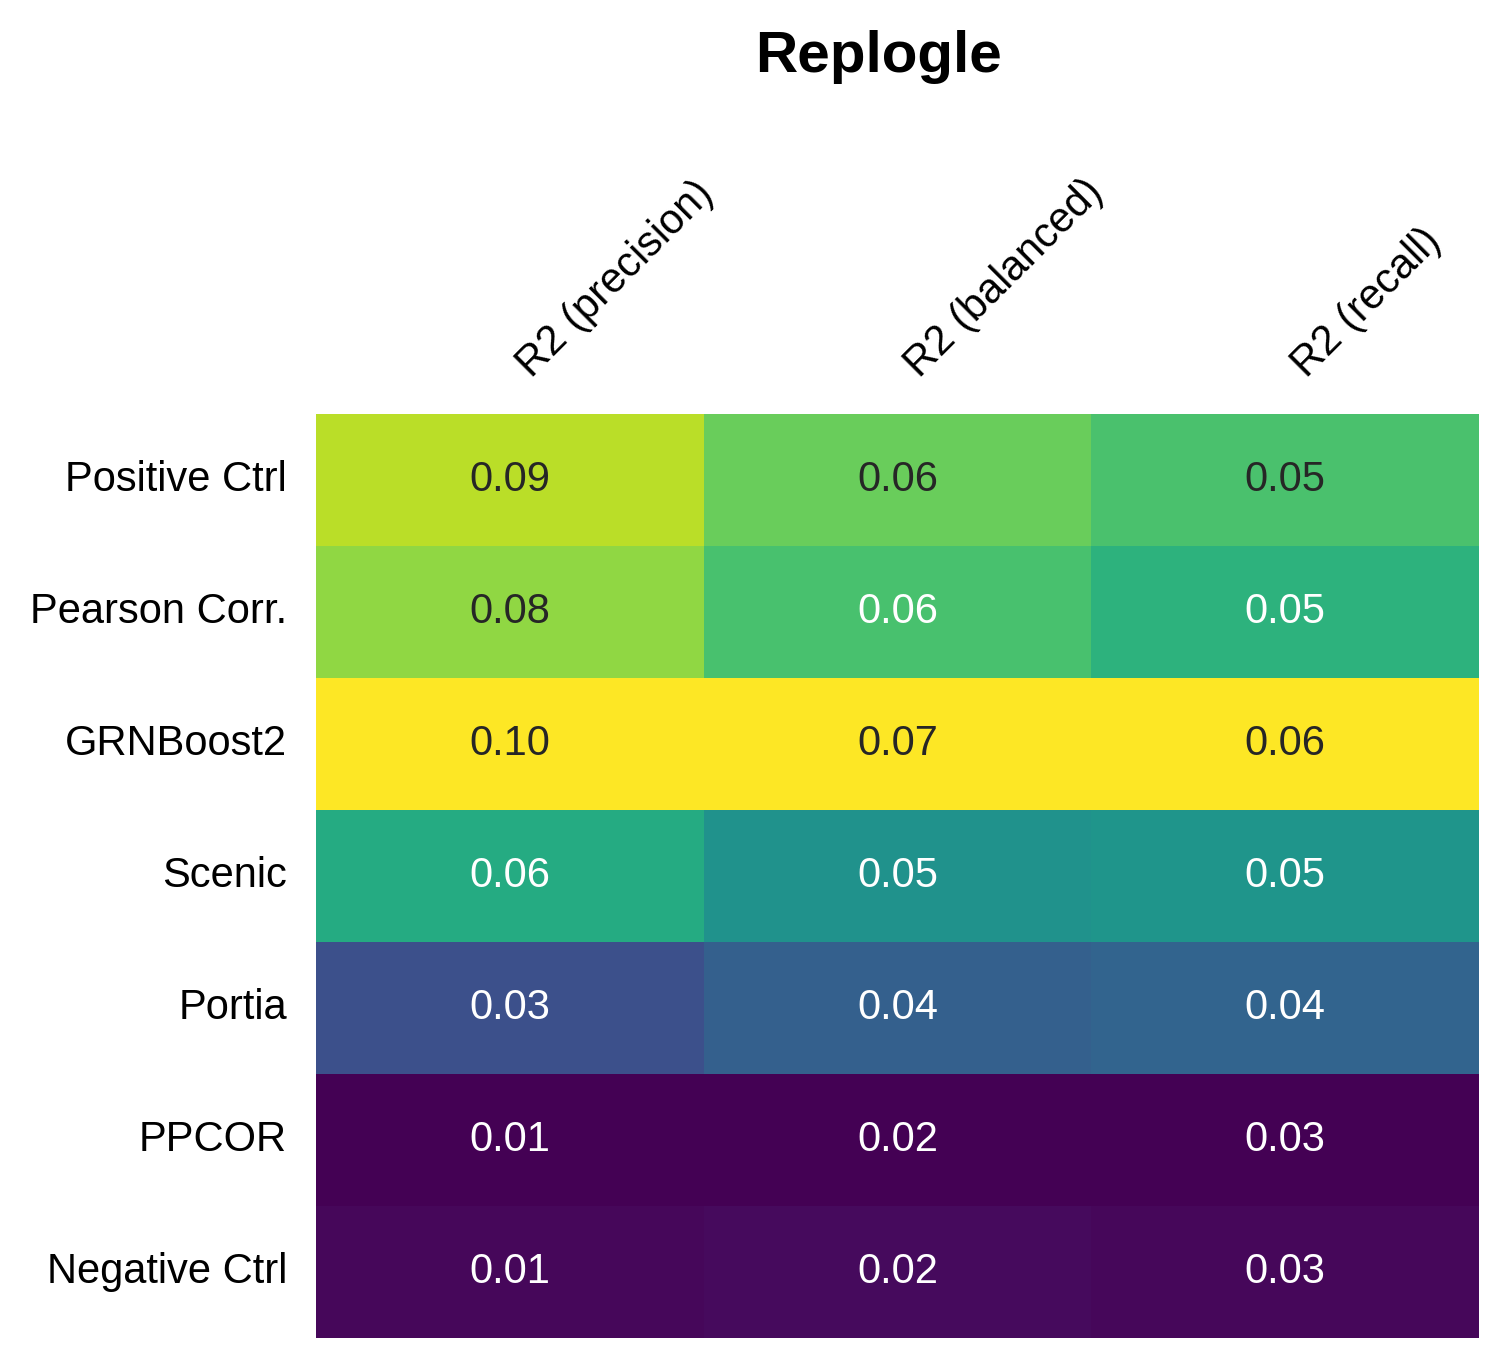 Replogle
R2 (precision) R2 (balanced) R2 (recall)
Positive Ctrl 0.09 0.06 0.05
Pearson Corr. 0.08 0.06 0.05
GRNBoost2 0.10 0.07 0.06
Scenic 0.06 0.05 0.05
Portia 0.03 0.04 0.04
PPCOR 0.01 0.02 0.03
Negative Ctrl 0.01 0.02 0.03